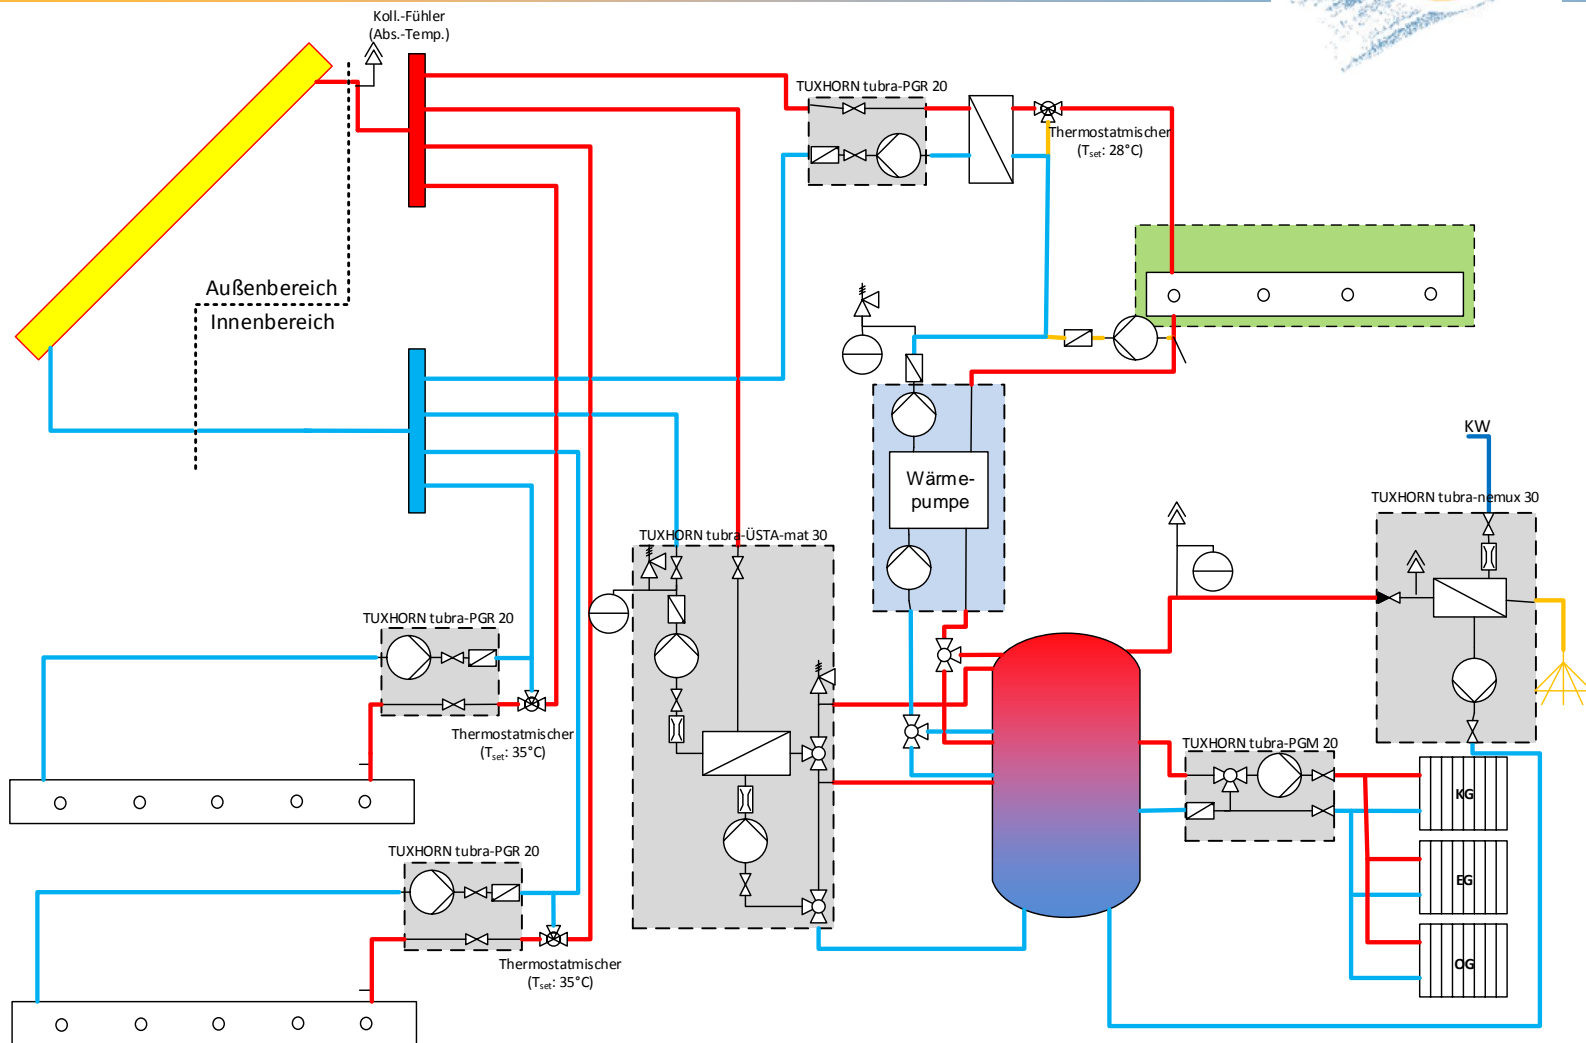 Koll.-Fühler
(Abs.-Temp.)
TUXHORN tubra-PGR 20
Thermostatmischer
(Tset: 28°C)
Außenbereich
Innenbereich
KW
Wärme-
pumpe
TUXHORN tubra-nemux 30
TUXHORN tubra-ÜSTA-mat 30
TUXHORN tubra-PGR 20
Thermostatmischer
(Tset: 35°C)
TUXHORN tubra-PGM 20
KG
EG
OG
TUXHORN tubra-PGR 20
Thermostatmischer
(Tset: 35°C)